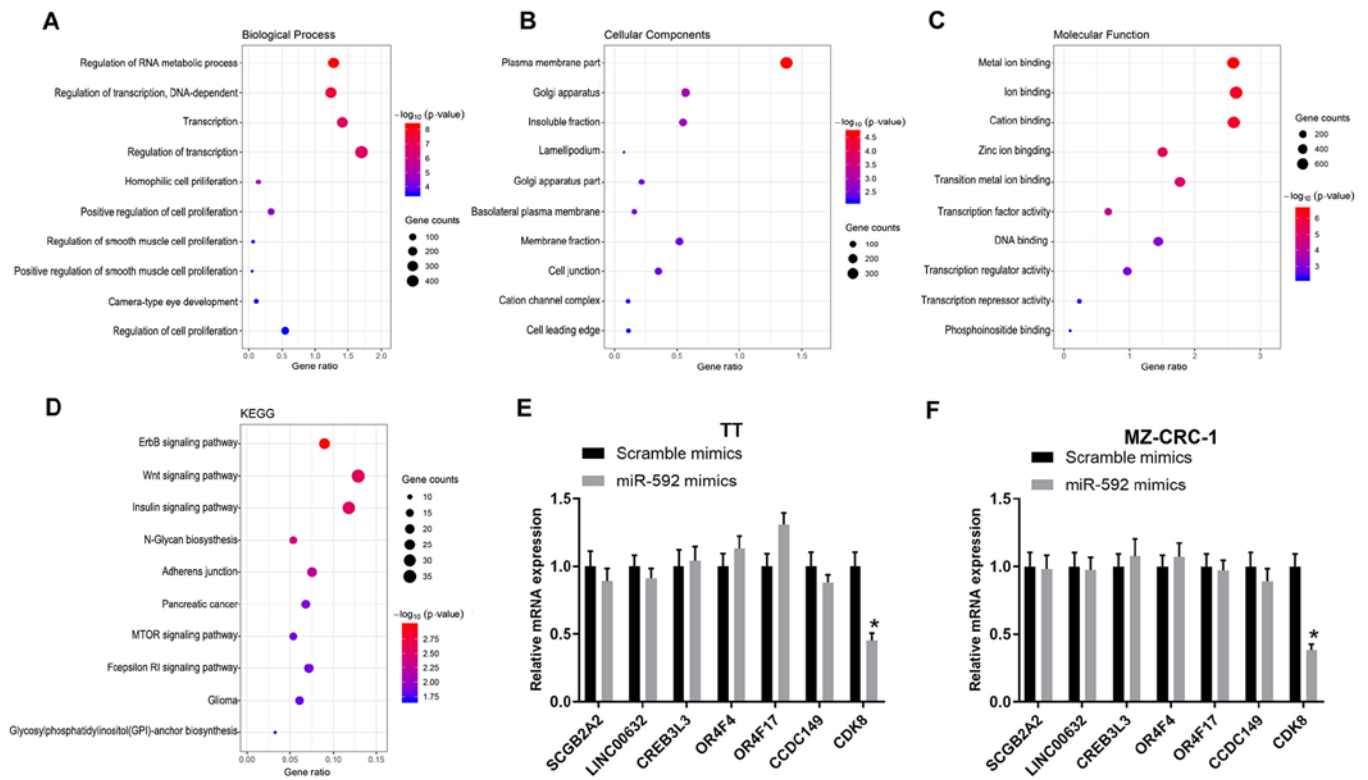 A
Biological Process
Regulation of RNA metabolic process
Regulation of transcription, DNA-dependent
Transcription
Regulation of transcription
Homophilic cell priliferation
Positive regulation of cell proliferation
Regulation of smooth muscle cell proliferation
Positive regulation of smooth muscle cell proliferation
Camera-type eye development
Regulation of cell proliferation
0.0 0.5 1.0 1.5 2.0
Gene ratio
−log10 (p-value)
8
7
6
5
4
Gene counts
100
200
300
400
B
Cellular Components
Plasma membrane part
Golgi apparatus
Insoluble fraction
Lamellipodium
Golgi apparatus part
Basolateral plasma membrane
Membrane fraction
Cell junction
Cation channel complex
Cell leading edge
0.0 0.5 1.0 1.5
Gene ratio
−log10 (p-value)
4.5
4.0
3.5
3.0
2.5
Gene counts
100
200
300
C
Molecular Function
Metal ion binding
Ion binding
Cation binding
Zinc ion bingding
Transition metal ion binding
Transcription factor activity
DNA binding
Transcription regulator activity
Transcription repressor activity
Phosphoinositide binding
0 1 2 3
Gene ratio
Gene counts
200
400
600
−log10 (p-value)
6
5
4
3
D
KEGG
ErbB signaling pathway
Wnt signaling pathway
Insulin signaling pathway
N-Glycan biosysthesis
Adherens junction
Pancreatic cancer
MTOR signaling pathway
Fcepsilon RI signaling pathway
Glioma
Glycosylphosphatidylinositol(GPI)-anchor biosynthesis
0.00 0.05 0.10 0.15
Gene ratio
Gene counts
10
15
20
25
30
35
−log10 (p-value)
2.75
2.50
2.25
2.00
1.75
E
TT
Scramble mimics
miR-592 mimics
Relative mRNA expression
1.5
1.0
0.5
0.0
*
SCGB2A2
LINC00632
CREB3L3
OR4F4
OR4F17
CCDC149
CDK8
F
MZ-CRC-1
Scramble mimics
miR-592 mimics
Relative mRNA expression
1.5
1.0
0.5
0.0
*
SCGB2A2
LINC00632
CREB3L3
OR4F4
OR4F17
CCDC149
CDK8